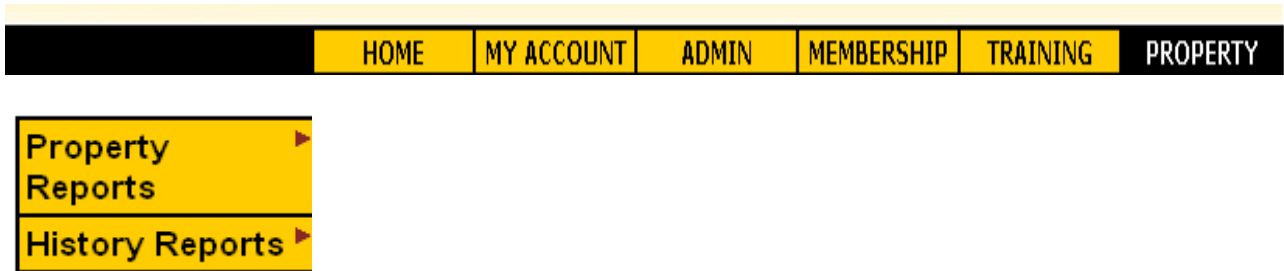 HOME MY ACCOUNT ADMIN MEMBERSHIP TRAINING PROPERTY
Property
Reports
History Reports